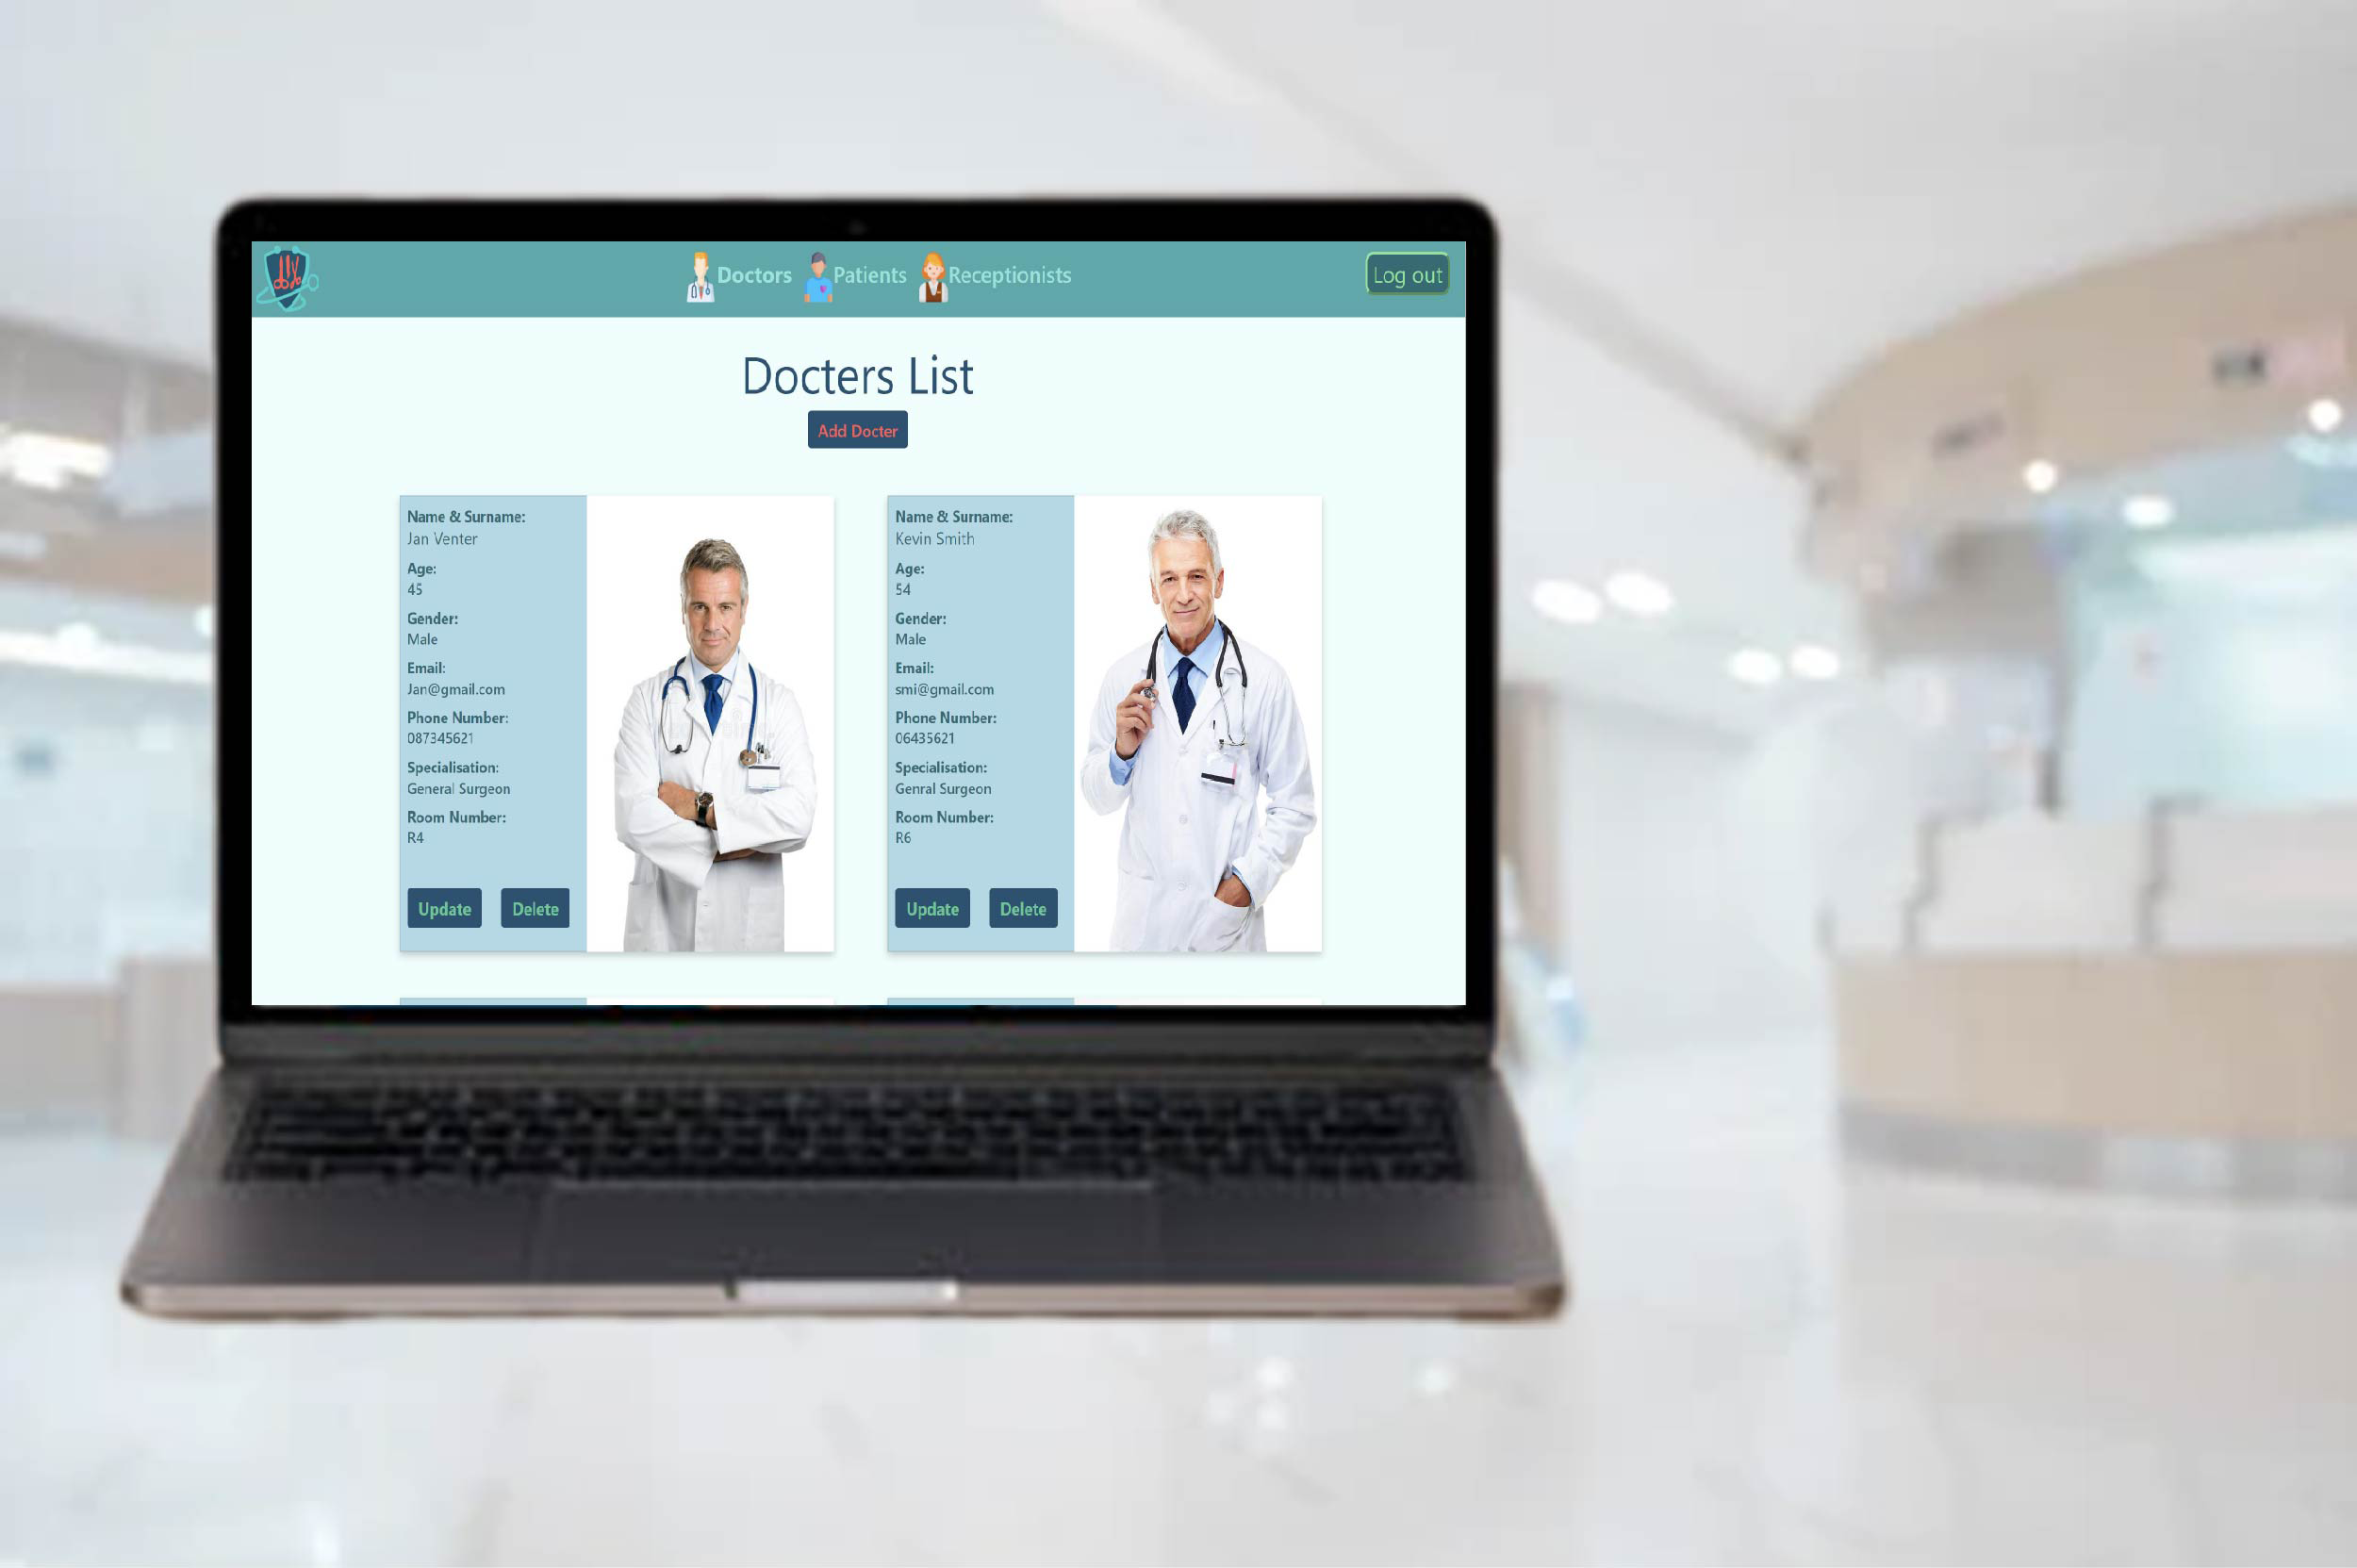 Doctors Patients Receptionists Log out
Docters List
Add Docter
Name & Surname:
Jan Venter
Age:
45
Gender:
Male
Email:
Jan@gmail.com
Phone Number:
087345621
Specialisation:
General Surgeon
Room Number:
R4
Update Delete
Name & Surname:
Kevin Smith
Age:
54
Gender:
Male
Email:
smi@gmail.com
Phone Number:
06435621
Specialisation:
Genral Surgeon
Room Number:
R6
Update Delete